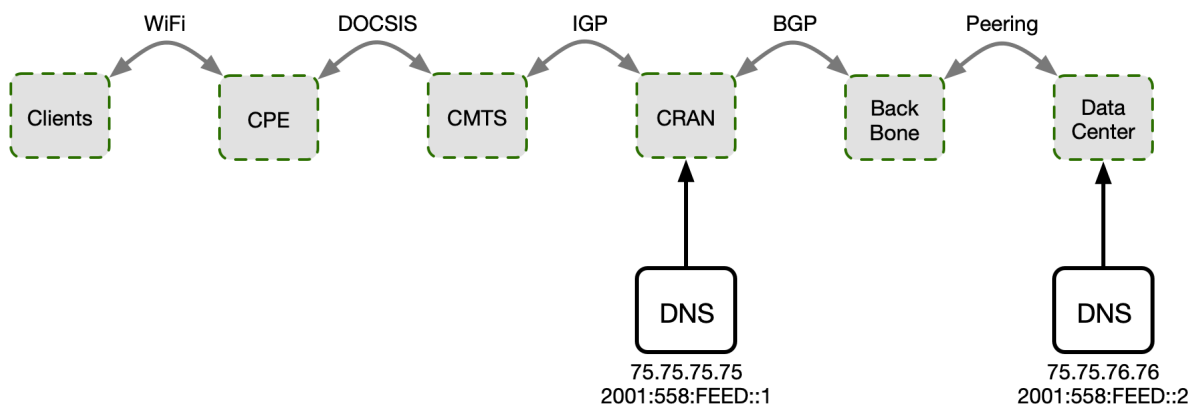 WiFi
DOCSIS
IGP
BGP
Peering
Clients
CPE
CMTS
CRAN
Back
Bone
Data
Center
DNS
75.75.75.75
2001:558:FEED::1
DNS
75.75.76.76
2001:558:FEED::2